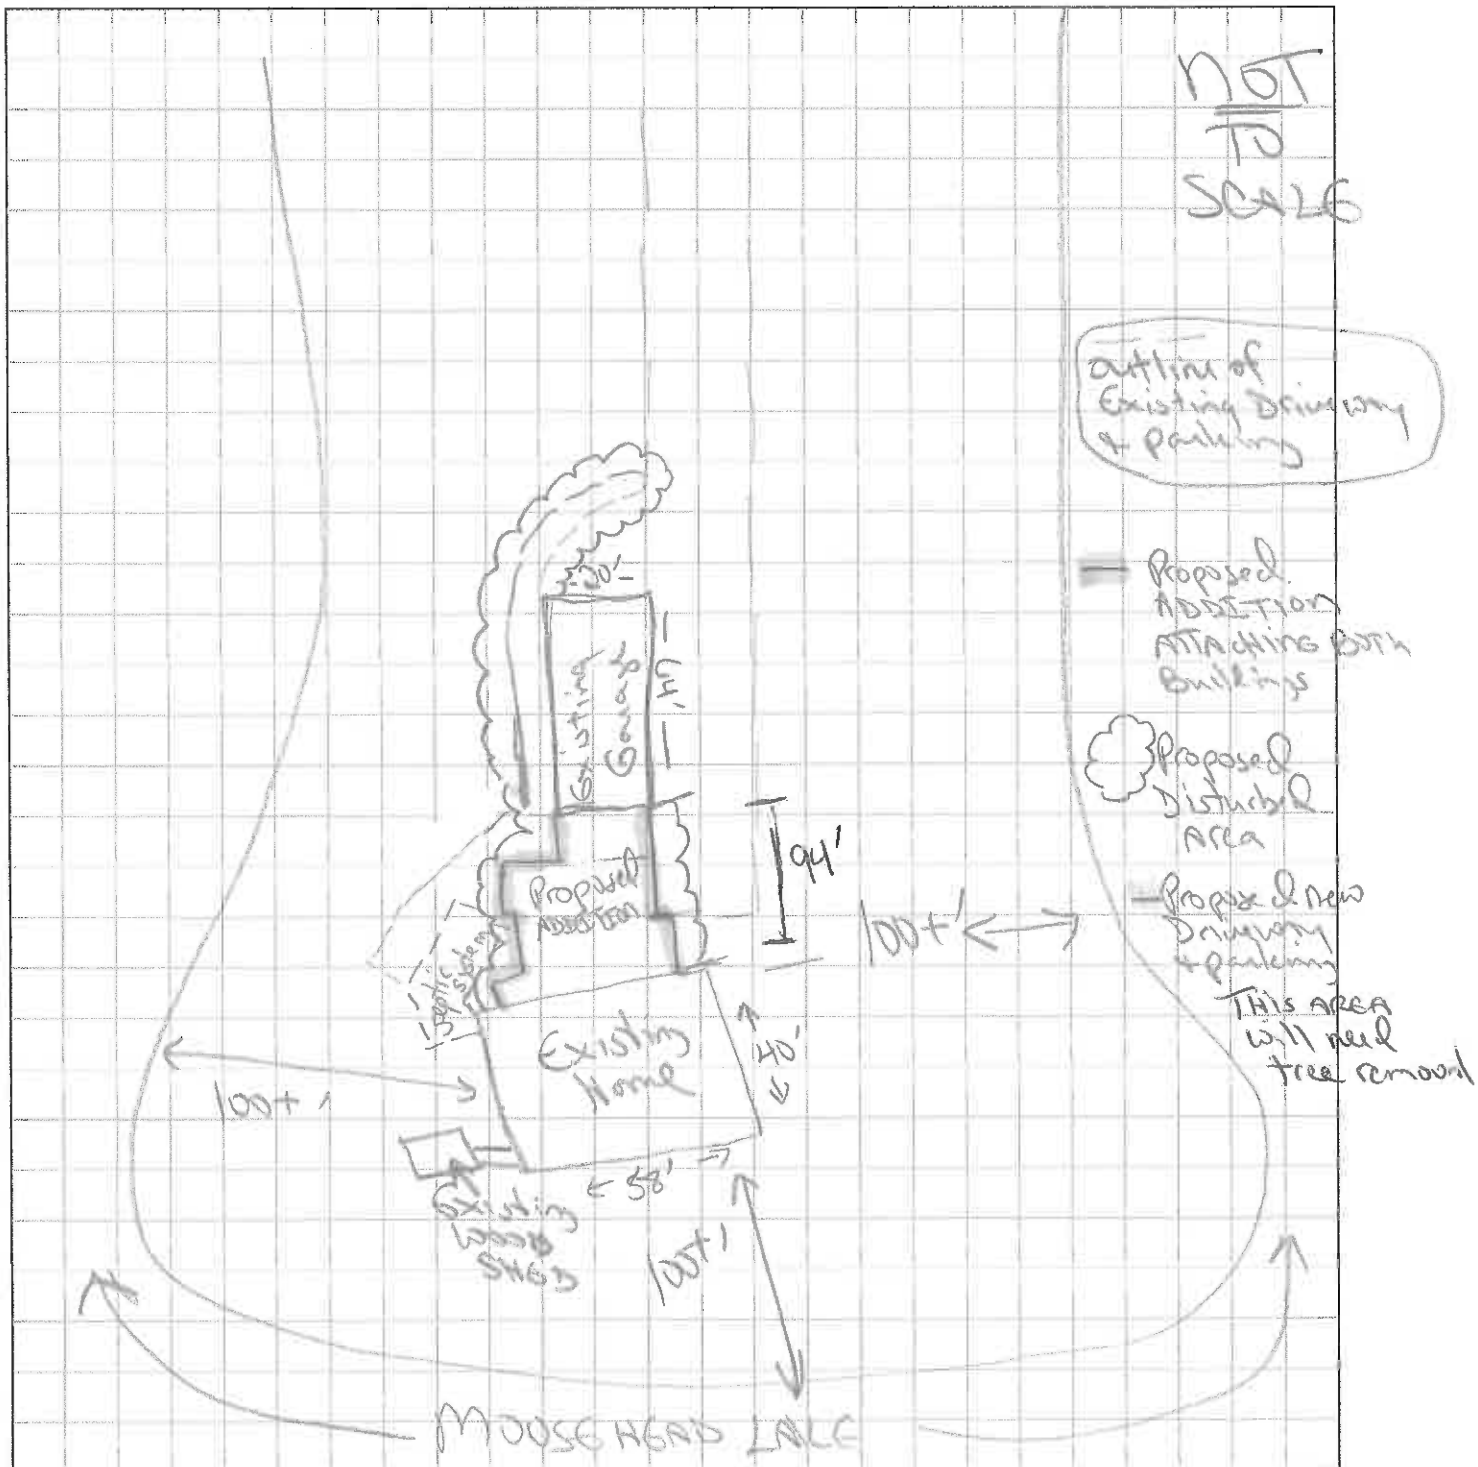 NOT
TO
SCALE
outline of
Existing Driveway
+ parking
Proposed
ADDITION
ATTACHING BOTH
Buildings
Proposed
Disturbed
Area
Proposed new
Driveway
+ parking
THIS AREA
will need
tree removal
Existing
Garage
Proposed
ADDITION
94'
100+'
Septic
System
Existing
Home
40'
100+'
58'
Existing
WOOD
SHED
100+'
MOOSEHEAD LAKE